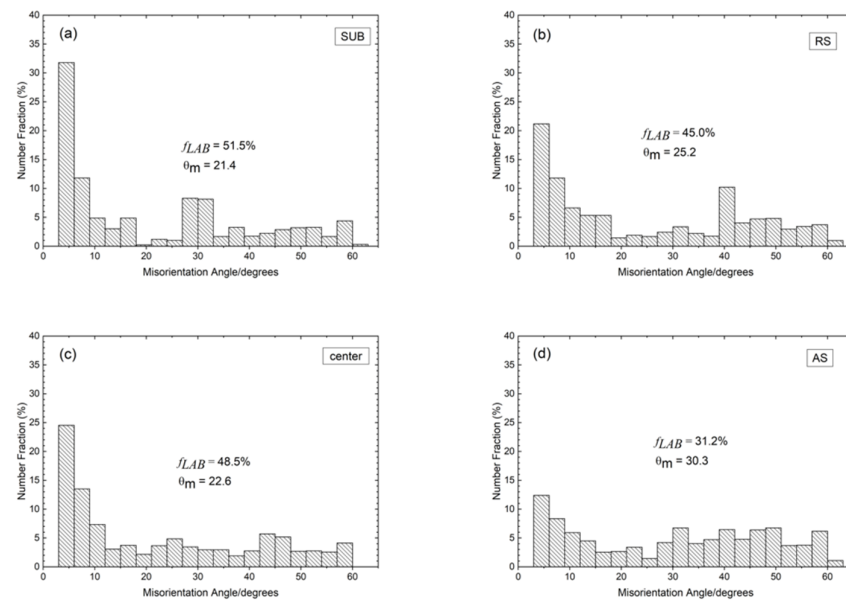 (a)
SUB
f_LAB = 51.5%
θm = 21.4
Number Fraction (%)
40
35
30
25
20
15
10
5
0
0 10 20 30 40 50 60
Misorientation Angle/degrees
(b)
RS
f_LAB = 45.0%
θm = 25.2
Number Fraction (%)
40
35
30
25
20
15
10
5
0
0 10 20 30 40 50 60
Misorientation Angle/degrees
(c)
center
f_LAB = 48.5%
θm = 22.6
Number Fraction (%)
40
35
30
25
20
15
10
5
0
0 10 20 30 40 50 60
Misorientation Angle/degrees
(d)
AS
f_LAB = 31.2%
θm = 30.3
Number Fraction (%)
40
35
30
25
20
15
10
5
0
0 10 20 30 40 50 60
Misorientation Angle/degrees